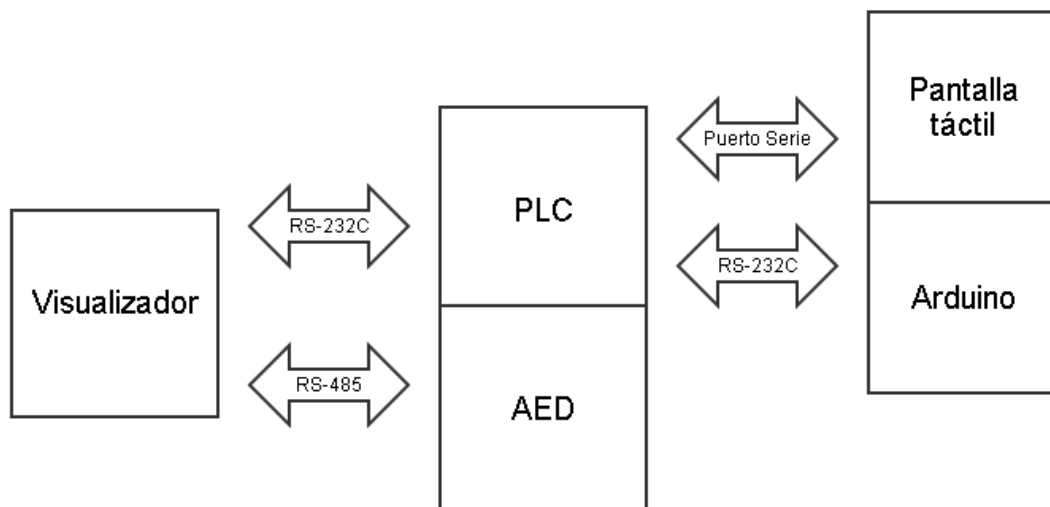 Pantalla
táctil
Puerto Serie
PLC
RS-232C
RS-232C
Arduino
Visualizador
RS-485
AED